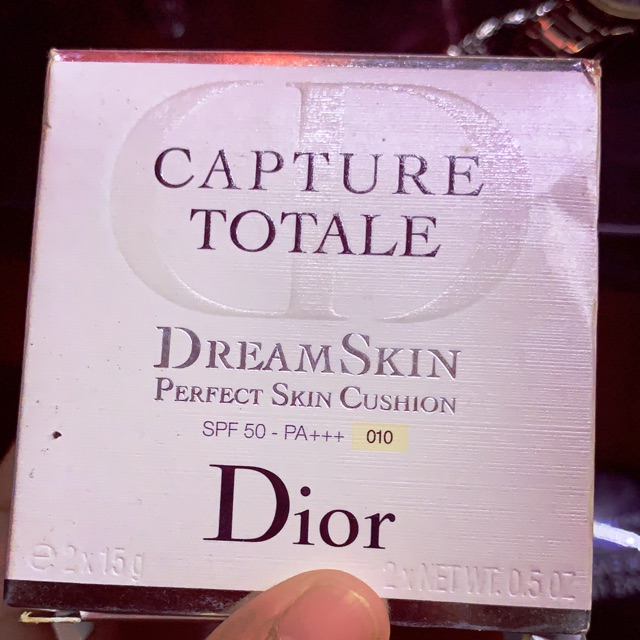 CAPTURE
TOTALE
DREAMSKIN
PERFECT SKIN CUSHION
SPF 50 - PA+++ 010
Dior
℮ 2 x 15 g
2 x NET WT. 0.5 OZ